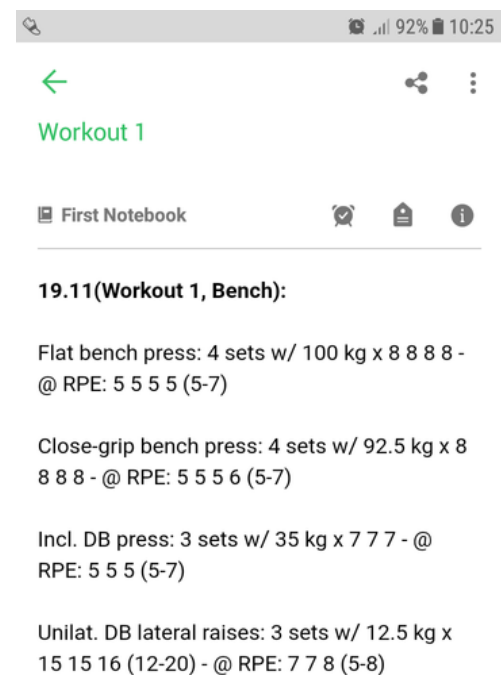 92% 10:25
Workout 1
First Notebook
19.11(Workout 1, Bench):
Flat bench press: 4 sets w/ 100 kg x 8 8 8 8 -
@ RPE: 5 5 5 5 (5-7)
Close-grip bench press: 4 sets w/ 92.5 kg x 8
8 8 8 - @ RPE: 5 5 5 6 (5-7)
Incl. DB press: 3 sets w/ 35 kg x 7 7 7 - @
RPE: 5 5 5 (5-7)
Unilat. DB lateral raises: 3 sets w/ 12.5 kg x
15 15 16 (12-20) - @ RPE: 7 7 8 (5-8)